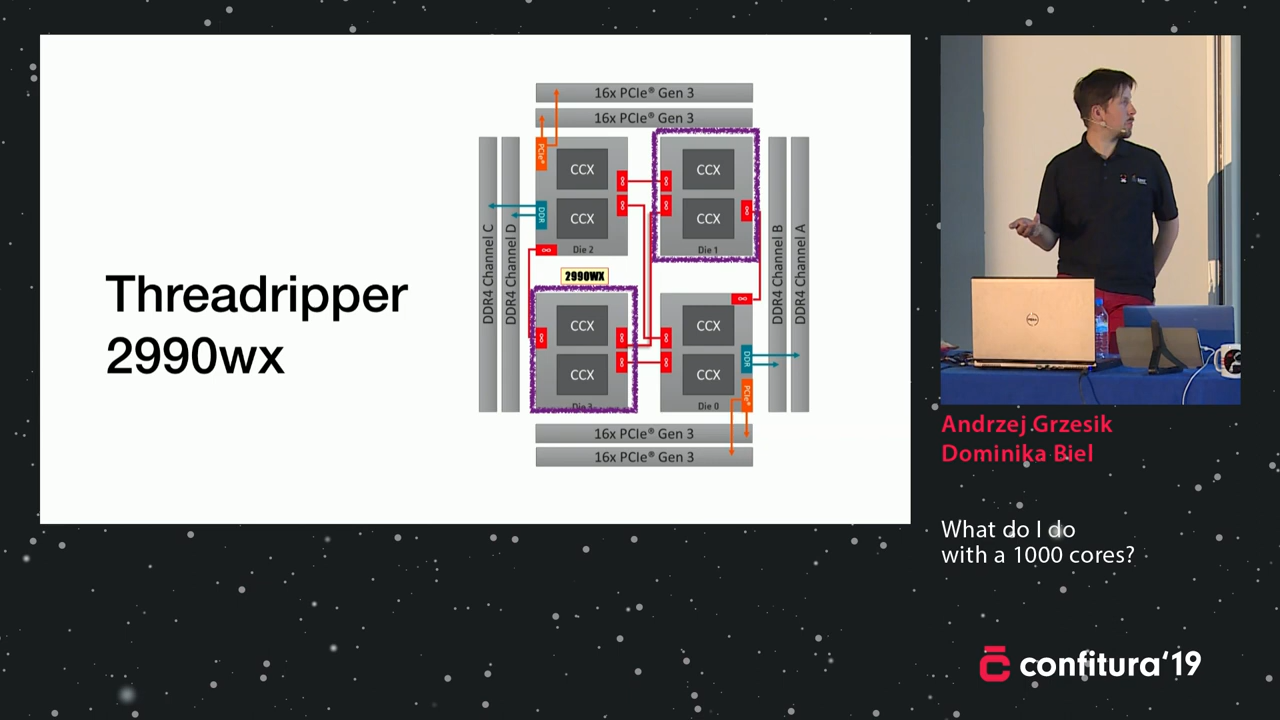 Threadripper
2990wx
16x PCIe® Gen 3
16x PCIe® Gen 3
DDR4 Channel C
DDR4 Channel D
PCIe®
DDR
CCX
CCX
Die 2
CCX
CCX
Die 1
DDR4 Channel B
DDR4 Channel A
2990WX
CCX
CCX
Die 3
CCX
CCX
Die 0
DDR
PCIe®
16x PCIe® Gen 3
16x PCIe® Gen 3
DELL
Andrzej Grzesik
Dominika Biel
What do I do
with a 1000 cores?
confitura‘19